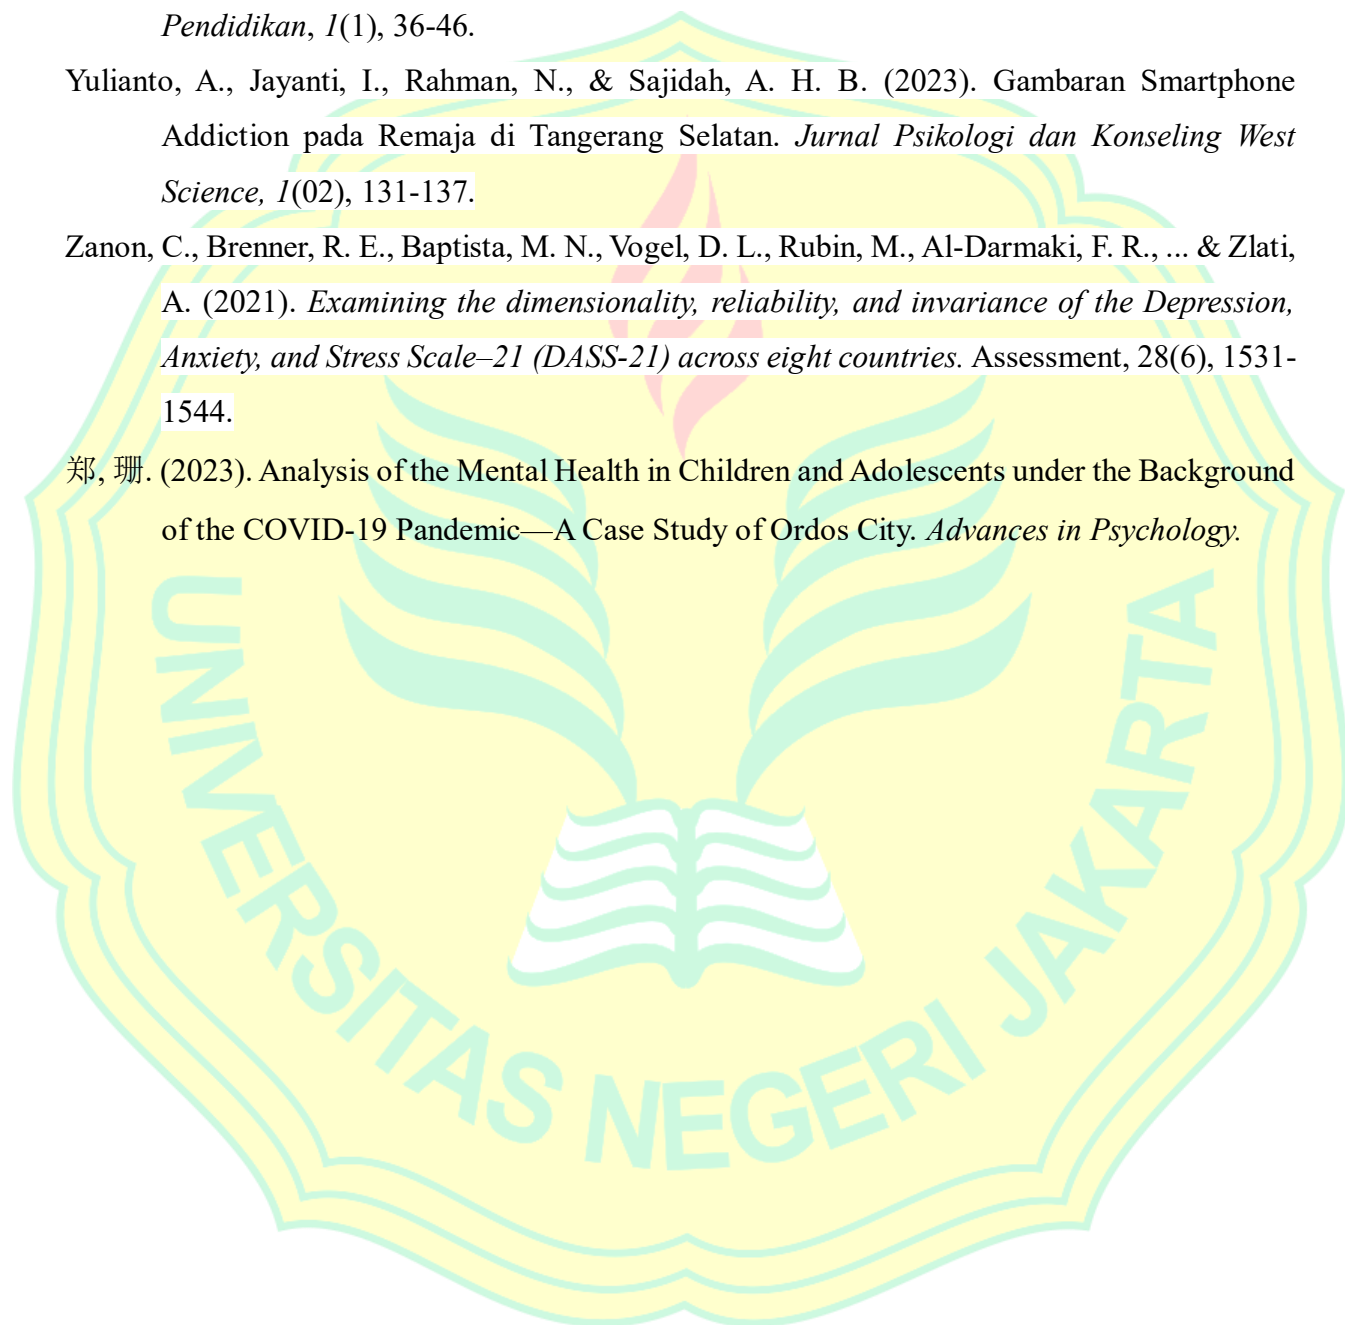 Pendidikan, 1(1), 36-46.
Yulianto, A., Jayanti, I., Rahman, N., & Sajidah, A. H. B. (2023). Gambaran Smartphone
Addiction pada Remaja di Tangerang Selatan. Jurnal Psikologi dan Konseling West
Science, 1(02), 131-137.
Zanon, C., Brenner, R. E., Baptista, M. N., Vogel, D. L., Rubin, M., Al-Darmaki, F. R., ... & Zlati,
A. (2021). Examining the dimensionality, reliability, and invariance of the Depression,
Anxiety, and Stress Scale–21 (DASS-21) across eight countries. Assessment, 28(6), 1531-
1544.
郑, 珊. (2023). Analysis of the Mental Health in Children and Adolescents under the Background
of the COVID-19 Pandemic—A Case Study of Ordos City. Advances in Psychology.
UNIVERSITAS NEGERI JAKARTA